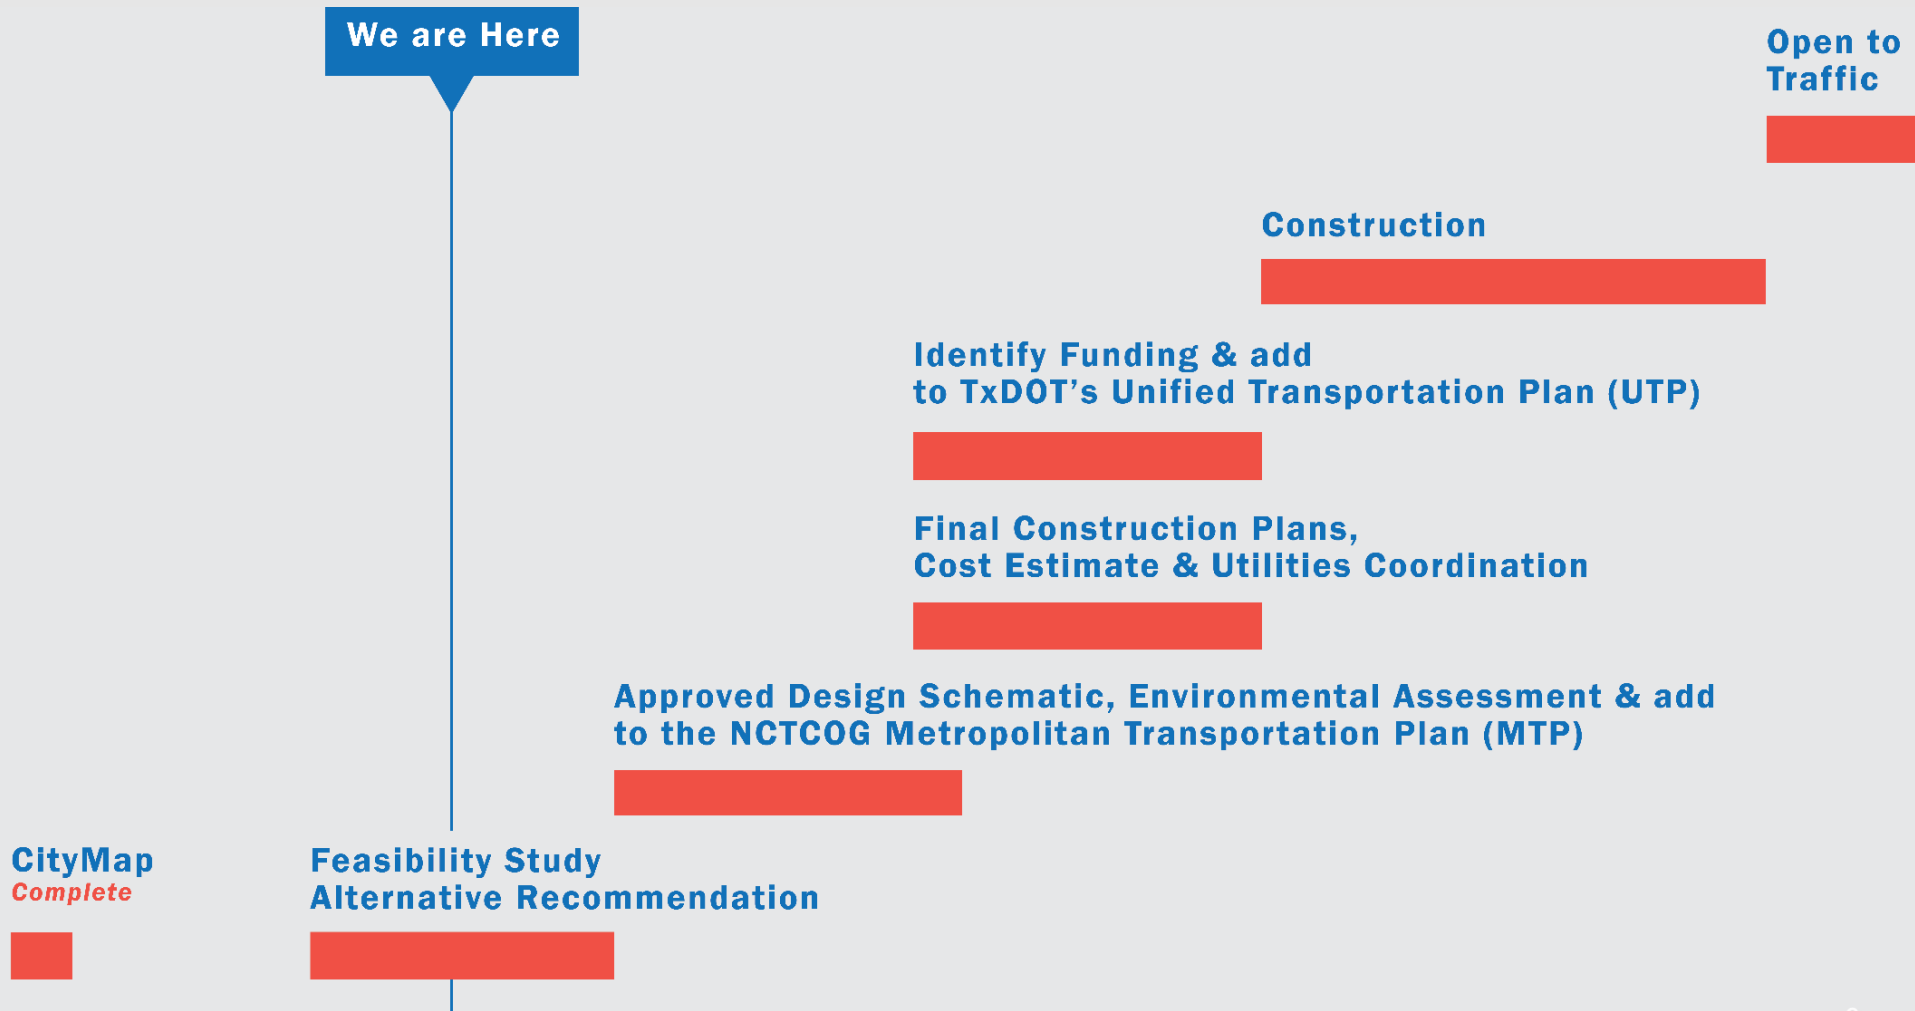 We are Here
Open to
Traffic
Construction
Identify Funding & add
to TxDOT's Unified Transportation Plan (UTP)
Final Construction Plans,
Cost Estimate & Utilities Coordination
Approved Design Schematic, Environmental Assessment & add
to the NCTCOG Metropolitan Transportation Plan (MTP)
CityMap
Complete
Feasibility Study
Alternative Recommendation